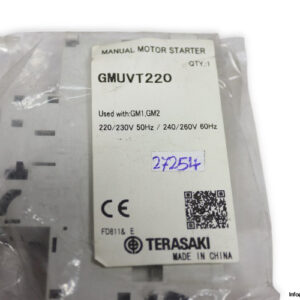 MANUAL MOTOR STARTER
QTY.:1
GMUVT220
Used with:GM1,GM2
220/230V 50Hz / 240/260V 60Hz
27254
CE
FD811& E
TERASAKI
MADE IN CHINA